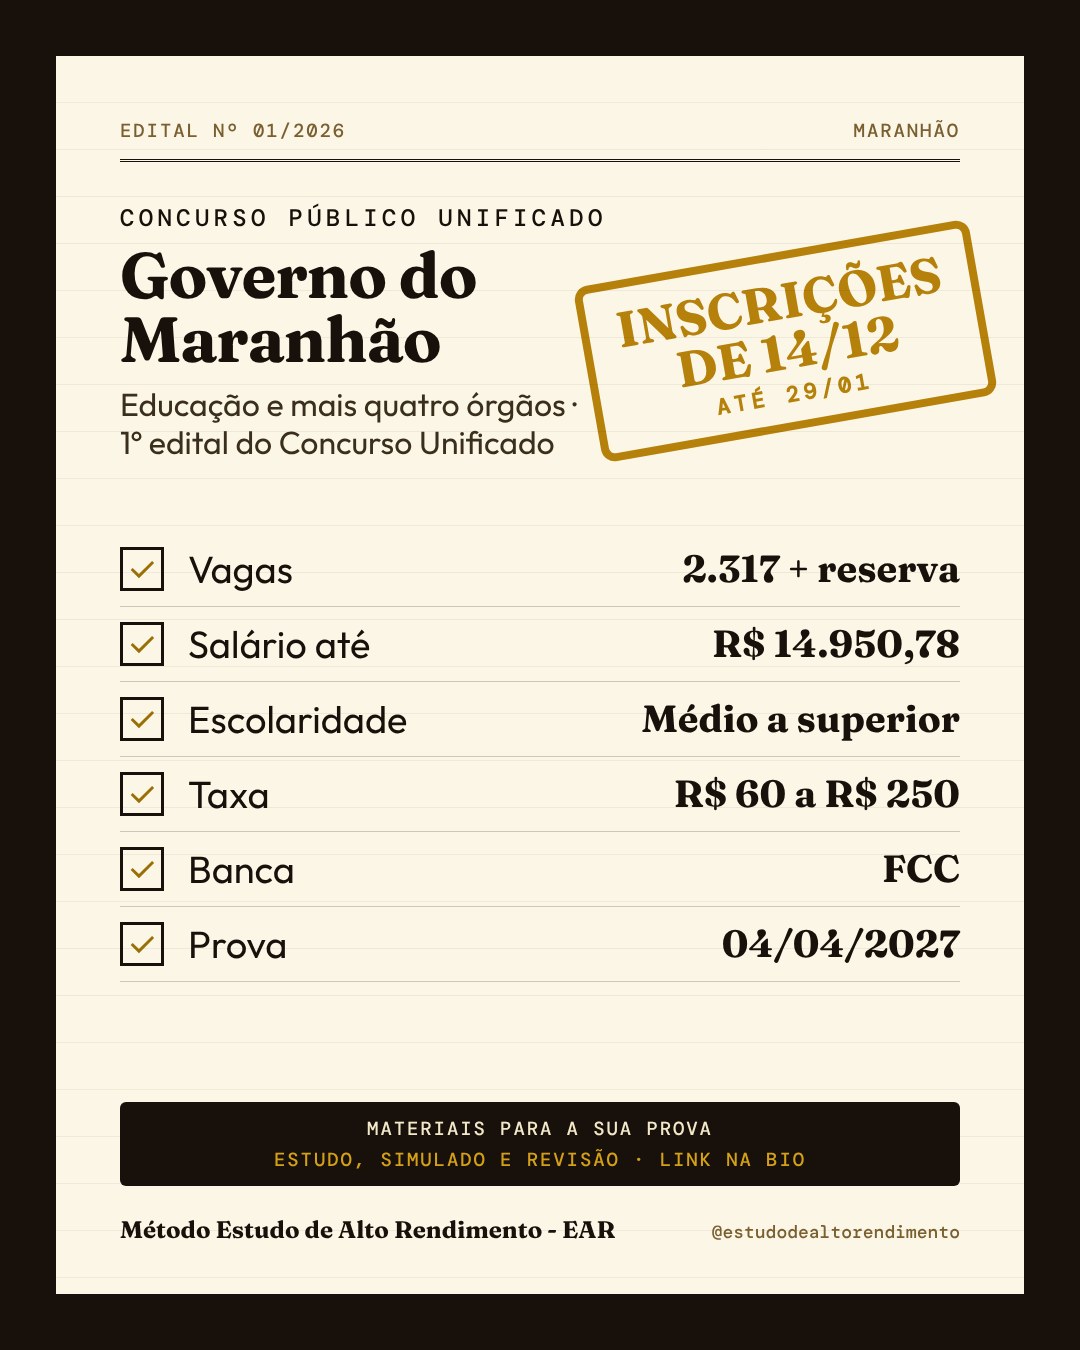 EDITAL Nº 01/2026
MARANHÃO
CONCURSO PÚBLICO UNIFICADO
Governo do
Maranhão
Educação e mais quatro órgãos ·
1º edital do Concurso Unificado
INSCRIÇÕES
DE 14/12
ATÉ 29/01
Vagas 2.317 + reserva
Salário até R$ 14.950,78
Escolaridade Médio a superior
Taxa R$ 60 a R$ 250
Banca FCC
Prova 04/04/2027
MATERIAIS PARA A SUA PROVA
ESTUDO, SIMULADO E REVISÃO · LINK NA BIO
Método Estudo de Alto Rendimento - EAR
@estudodealtorendimento